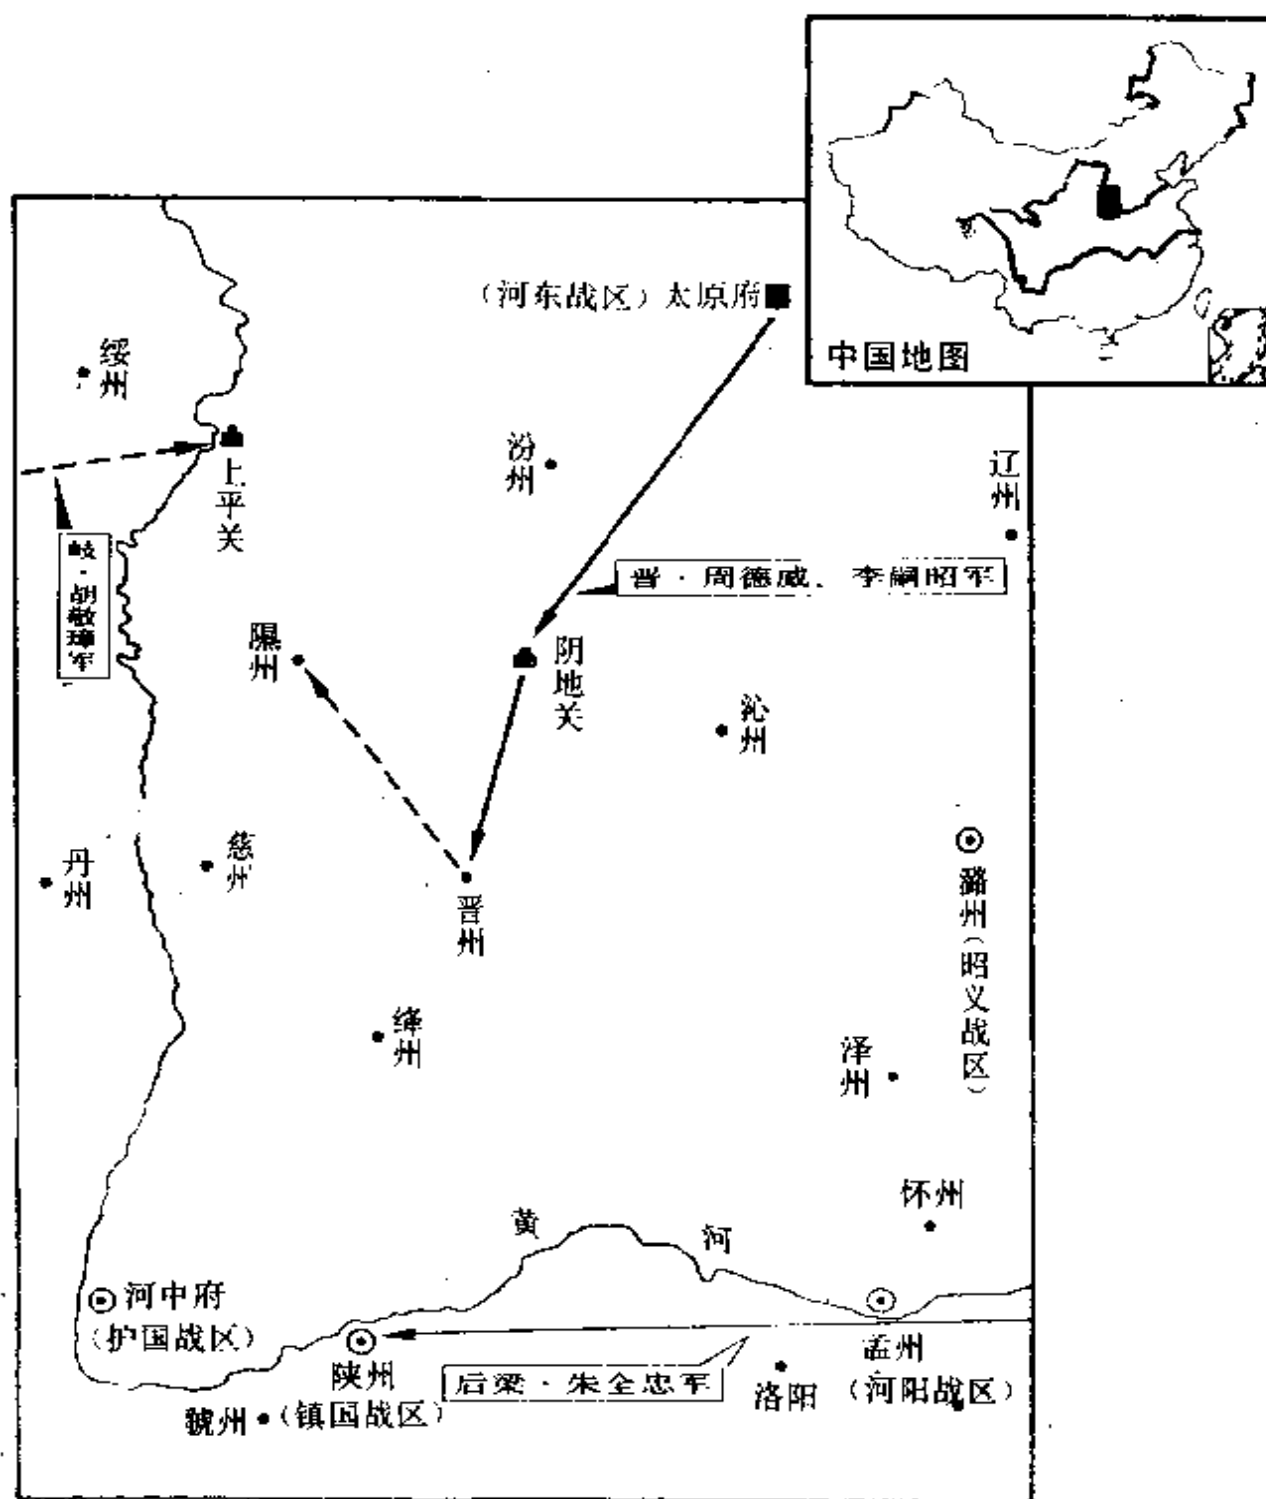 中国地图
(河东战区)太原府
绥州
上平关
汾州
辽州
岐·胡敬璋军
晋·周德威、李嗣昭军
隰州
阴地关
沁州
丹州
慈州
晋州
潞州(昭义战区)
绛州
泽州
怀州
黄河
河中府
(护国战区)
陕州
(镇国战区)
虢州
后梁·朱全忠军
洛阳
孟州
(河阳战区)